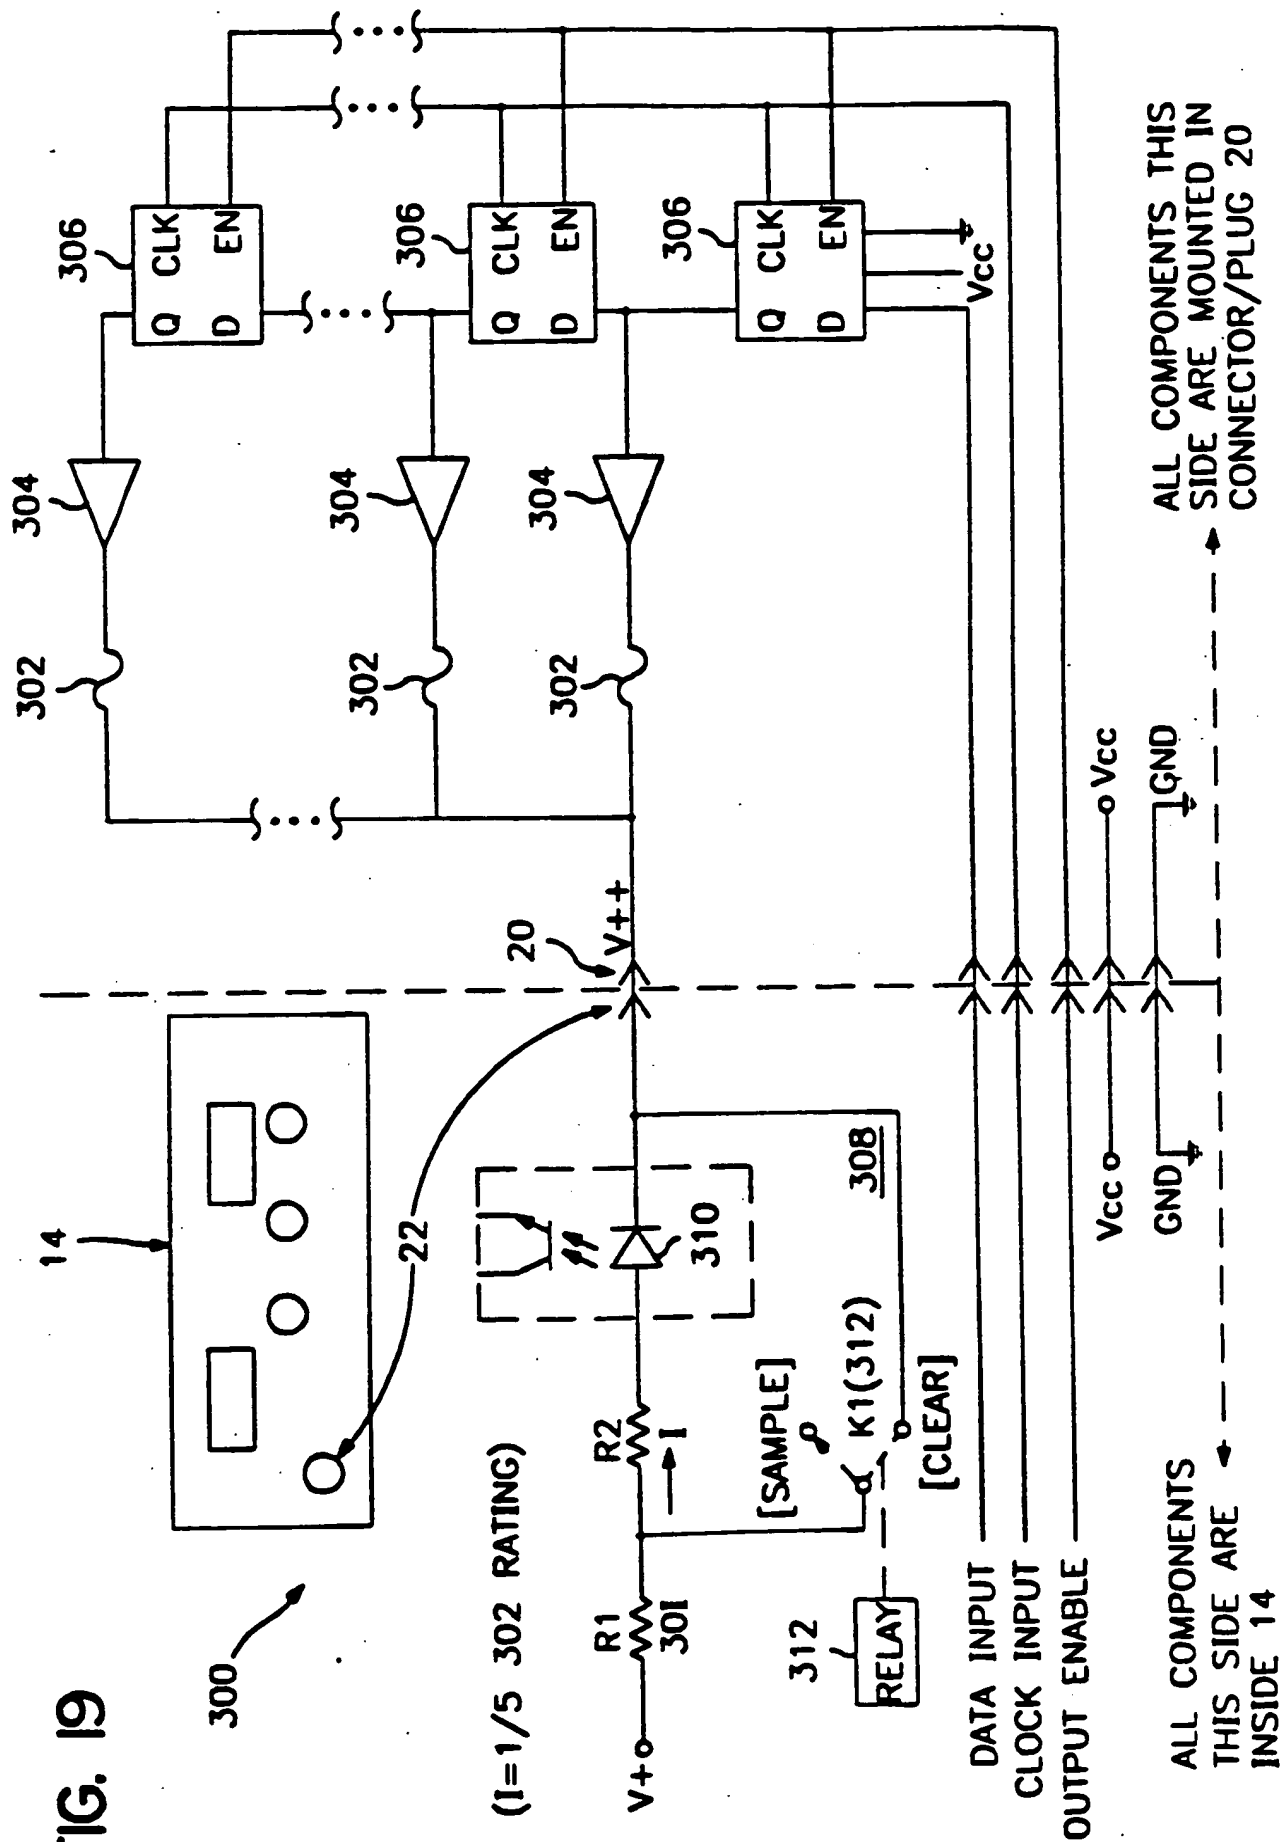 FIG. 19
300
14
22
(I=1/5 302 RATING)
V+
R1
301
R2
I
310
308
[SAMPLE]
K1(312)
[CLEAR]
312
RELAY
DATA INPUT
CLOCK INPUT
OUTPUT ENABLE
Vcc
GND
ALL COMPONENTS
THIS SIDE ARE
INSIDE 14
20
V++
302
302
302
304
304
304
306
Q CLK
D EN
306
Q CLK
D EN
306
Q CLK
D EN
Vcc
Vcc
GND
ALL COMPONENTS THIS
SIDE ARE MOUNTED IN
CONNECTOR/PLUG 20